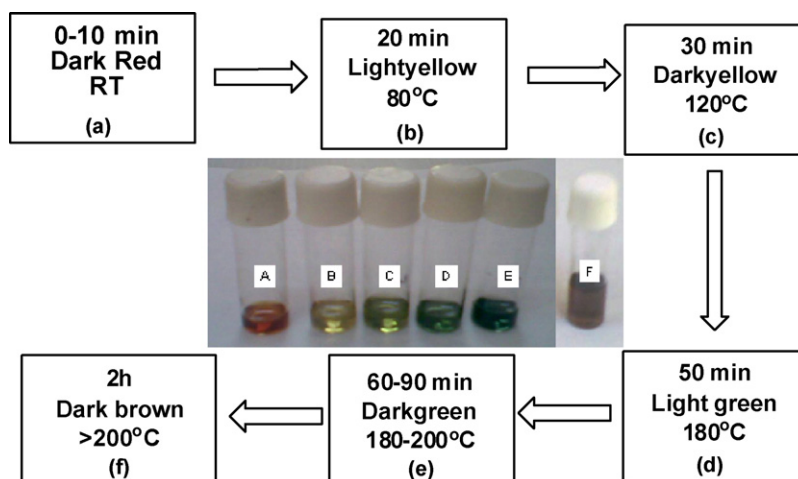 0-10 min
Dark Red
RT
(a)
20 min
Lightyellow
80°C
(b)
30 min
Darkyellow
120°C
(c)
A
B
C
D
E
F
2h
Dark brown
>200°C
(f)
60-90 min
Darkgreen
180-200°C
(e)
50 min
Light green
180°C
(d)